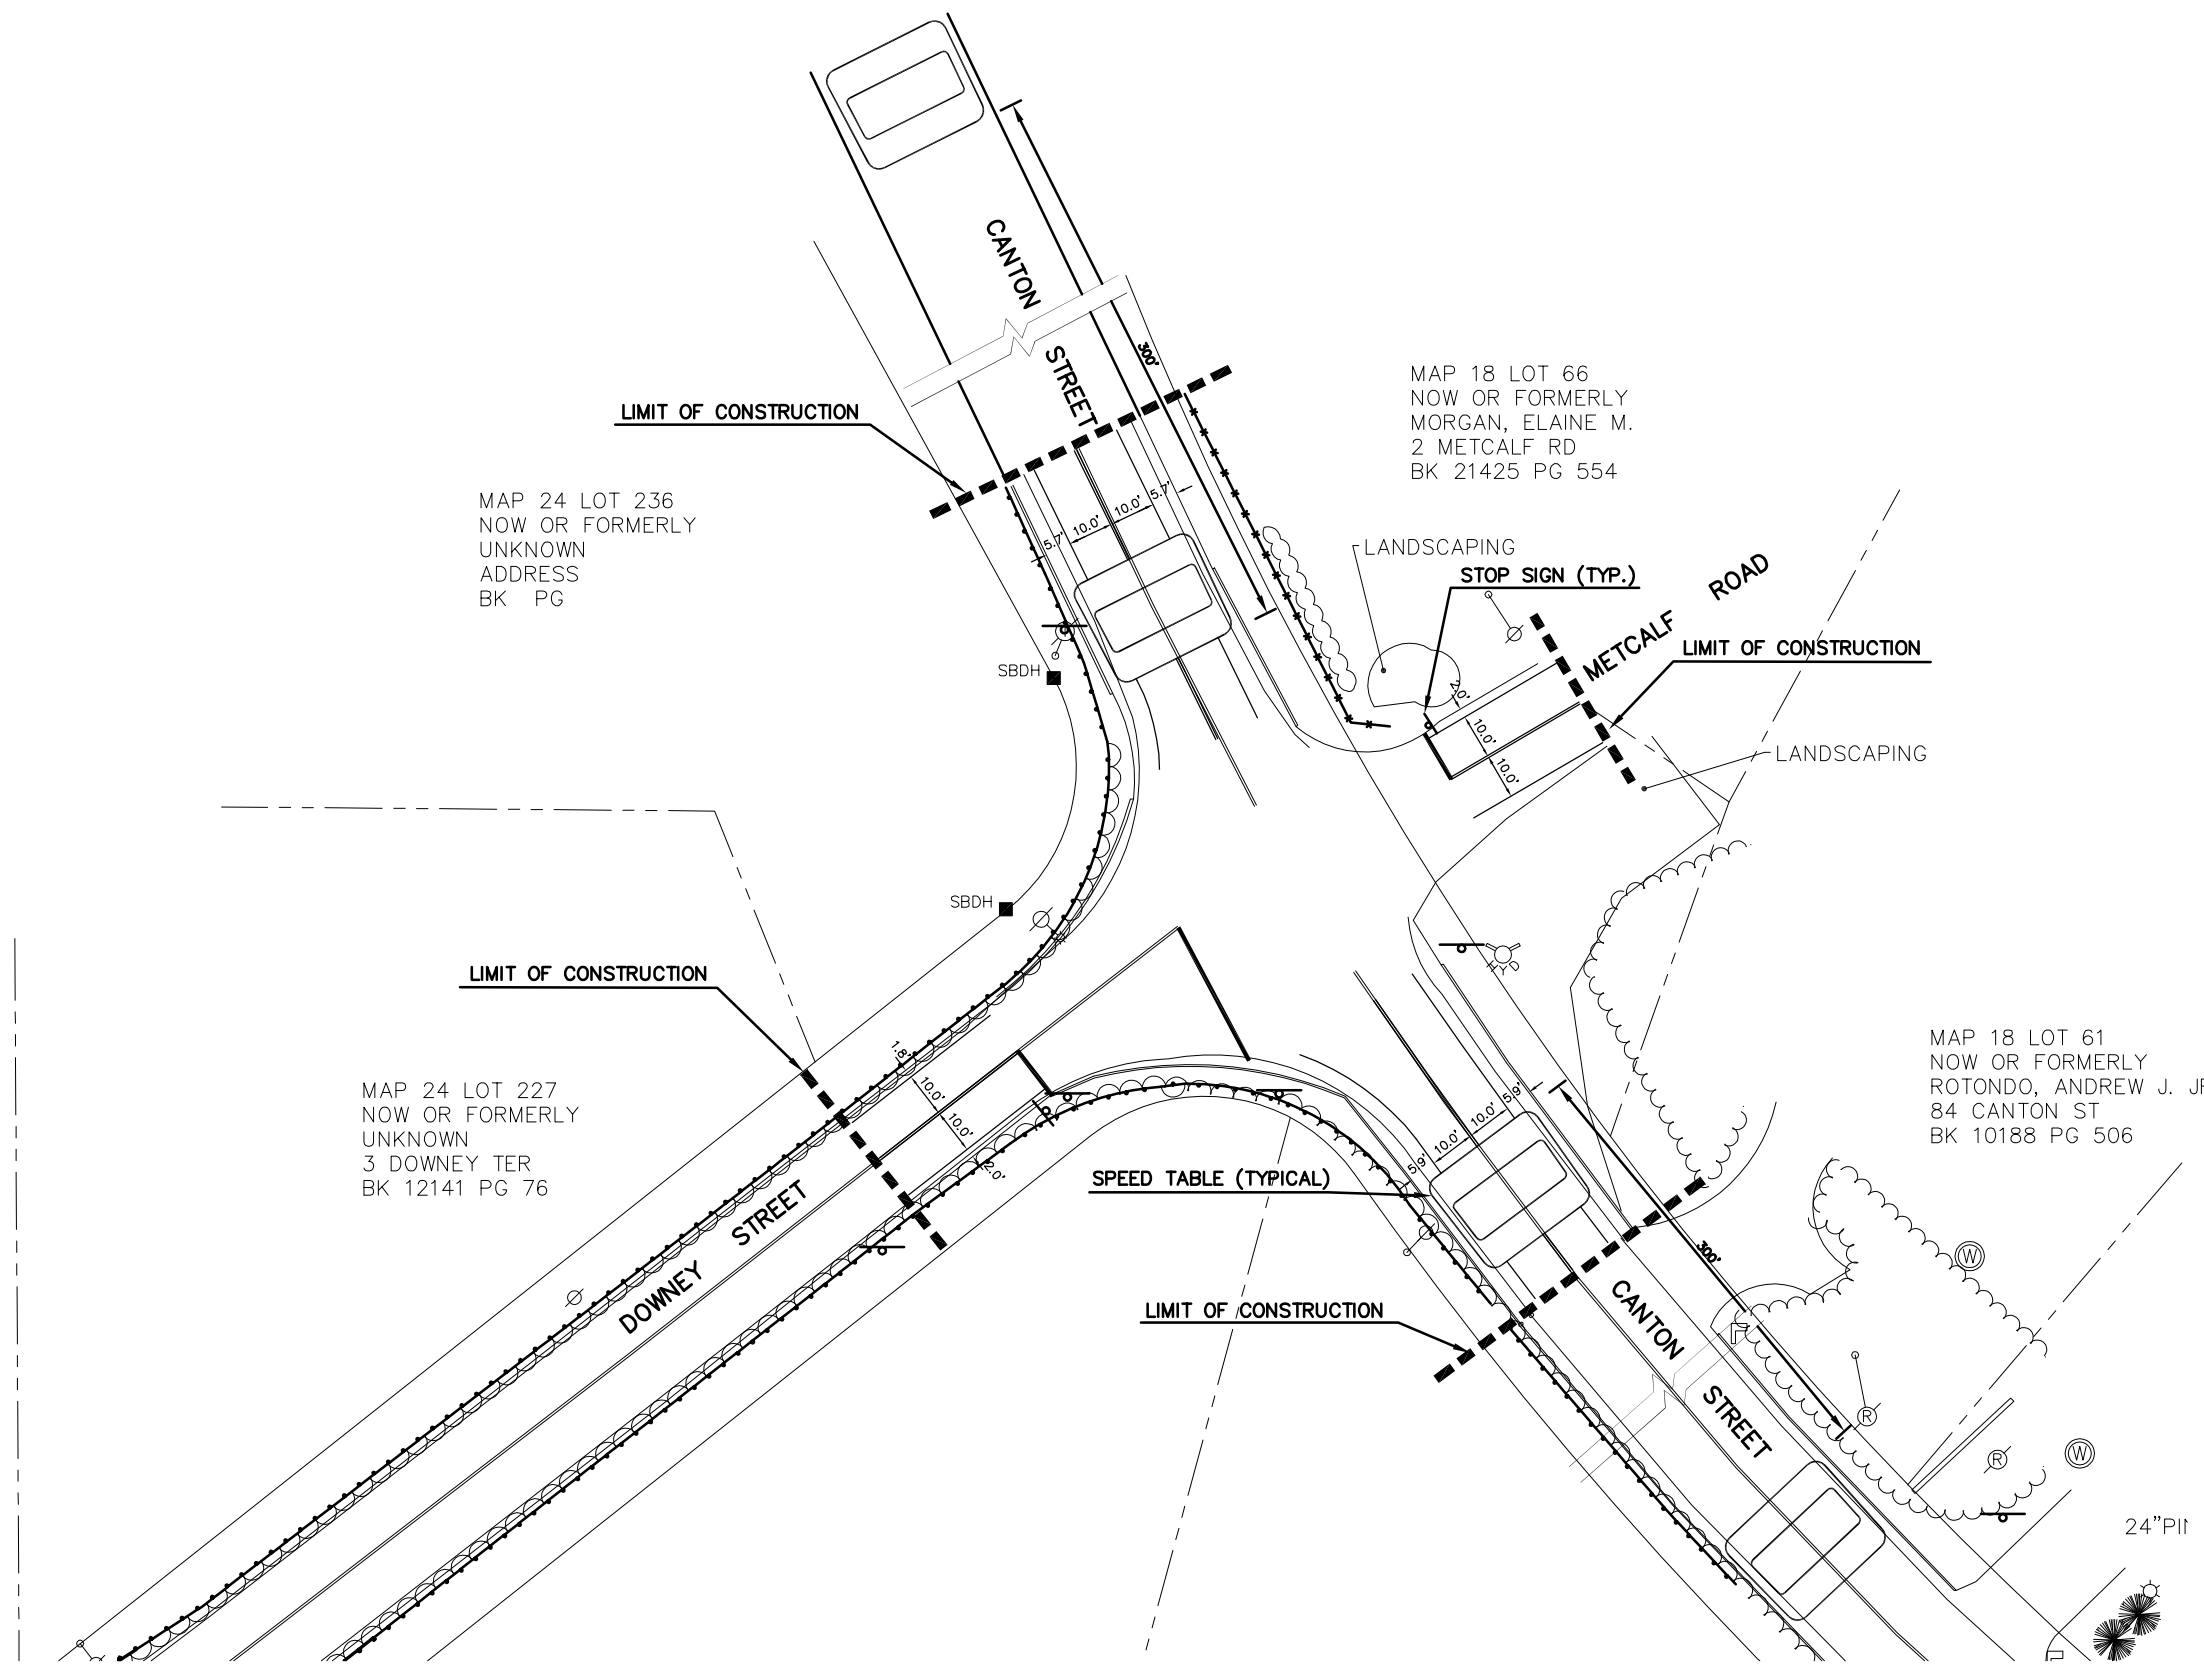 CANTON
STREET
300'
LIMIT OF CONSTRUCTION
MAP 18 LOT 66
NOW OR FORMERLY
MORGAN, ELAINE M.
2 METCALF RD
BK 21425 PG 554
MAP 24 LOT 236
NOW OR FORMERLY
UNKNOWN
ADDRESS
BK PG
5.7'
10.0'
10.0'
5.7'
LANDSCAPING
STOP SIGN (TYP.)
METCALF ROAD
LIMIT OF CONSTRUCTION
SBDH
2.0'
10.0'
10.0'
LANDSCAPING
SBDH
HYD
LIMIT OF CONSTRUCTION
1.8'
10.0'
10.0'
2.0'
MAP 24 LOT 227
NOW OR FORMERLY
UNKNOWN
3 DOWNEY TER
BK 12141 PG 76
MAP 18 LOT 61
NOW OR FORMERLY
ROTONDO, ANDREW J.
84 CANTON ST
BK 10188 PG 506
5.9'
10.0'
10.0'
5.9'
SPEED TABLE (TYPICAL)
DOWNEY STREET
300'
W
LIMIT OF CONSTRUCTION
CANTON
STREET
R
R
W
24"